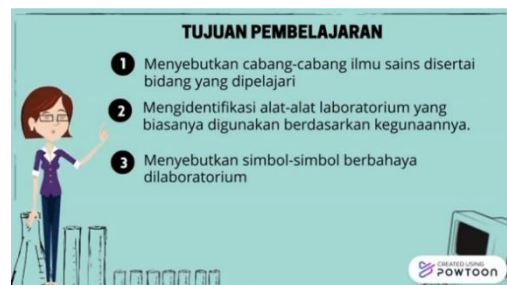 TUJUAN PEMBELAJARAN
1 Menyebutkan cabang-cabang ilmu sains disertai
bidang yang dipelajari
2 Mengidentifikasi alat-alat laboratorium yang
biasanya digunakan berdasarkan kegunaannya.
3 Menyebutkan simbol-simbol berbahaya
dilaboratorium
CREATED USING
POWTOON